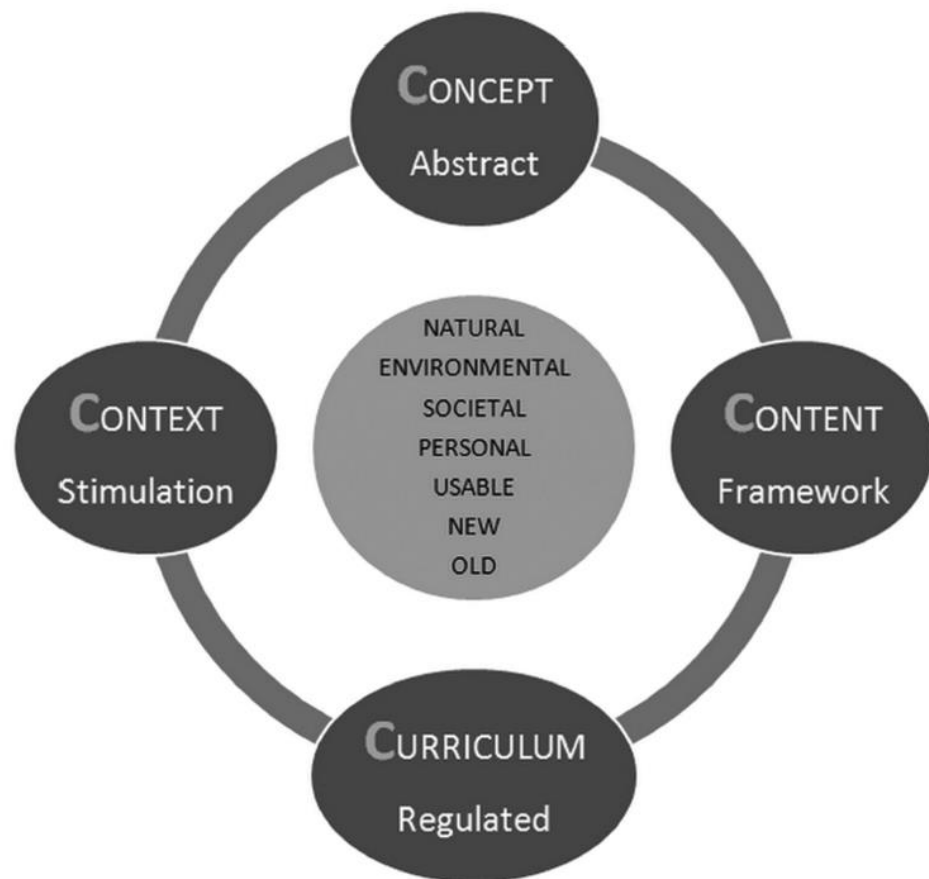 CONCEPT
Abstract
NATURAL
ENVIRONMENTAL
SOCIETAL
PERSONAL
USABLE
NEW
OLD
CONTEXT
Stimulation
CONTENT
Framework
CURRICULUM
Regulated